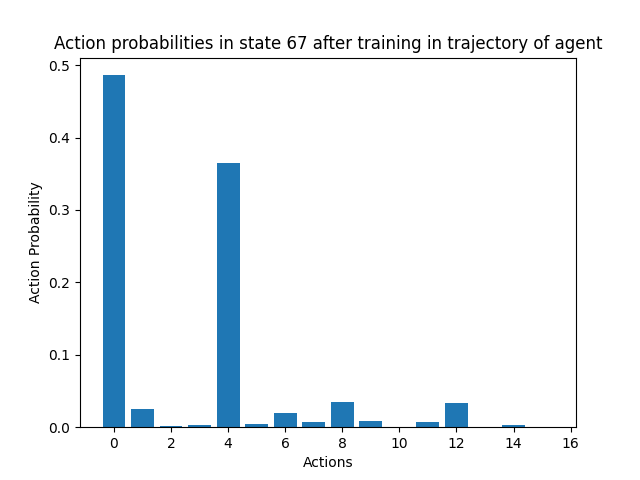 Action probabilities in state 67 after training in trajectory of agent
0.5
0.4
0.3
0.2
0.1
0.0
Action Probability
0 2 4 6 8 10 12 14 16
Actions